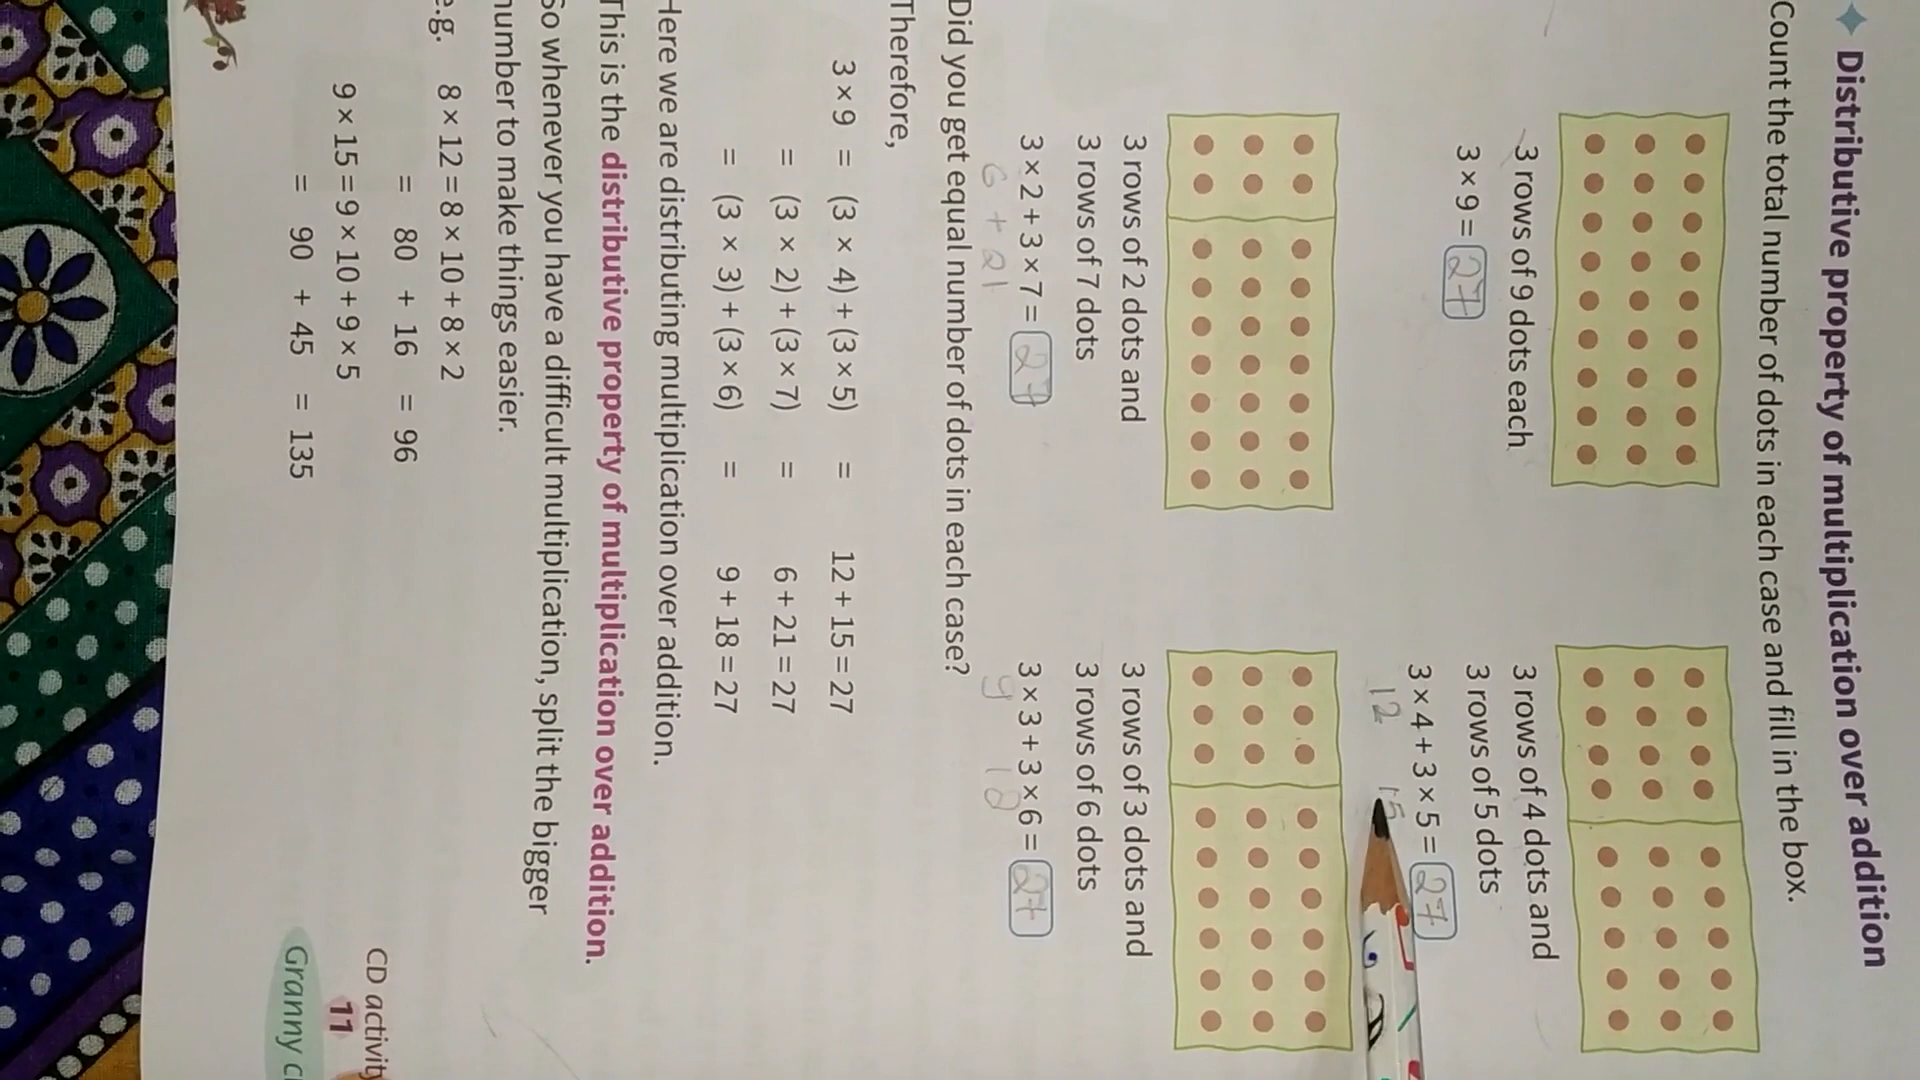 Distributive property of multiplication over addition
Count the total number of dots in each case and fill in the box.
3 rows of 9 dots each
3 × 9 = 27
3 rows of 4 dots and
3 rows of 5 dots
3 × 4 + 3 × 5 = 27
12 15
3 rows of 2 dots and
3 rows of 7 dots
3 × 2 + 3 × 7 = 27
6 + 21
3 rows of 3 dots and
3 rows of 6 dots
3 × 3 + 3 × 6 = 27
9 18
Did you get equal number of dots in each case?
Therefore,
3 × 9 = (3 × 4) + (3 × 5) = 12 + 15 = 27
= (3 × 2) + (3 × 7) = 6 + 21 = 27
= (3 × 3) + (3 × 6) = 9 + 18 = 27
Here we are distributing multiplication over addition.
This is the distributive property of multiplication over addition.
So whenever you have a difficult multiplication, split the bigger
number to make things easier.
e.g. 8 × 12 = 8 × 10 + 8 × 2
= 80 + 16 = 96
9 × 15 = 9 × 10 + 9 × 5
= 90 + 45 = 135
CD activity
11
Granny